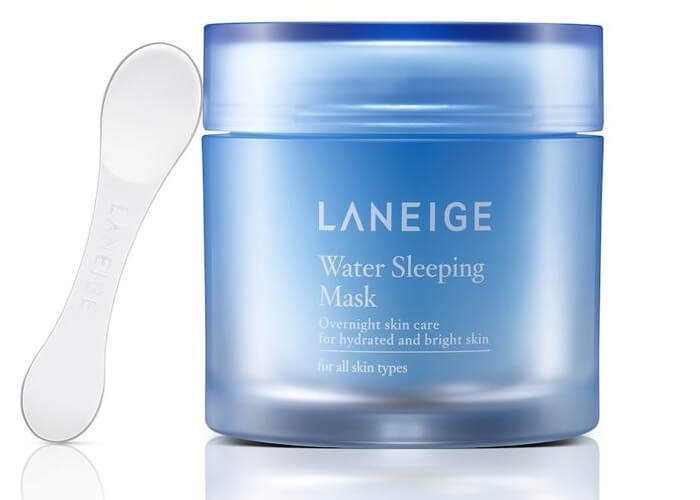 LANEIGE
LANEIGE
Water Sleeping
Mask
Overnight skin care
for hydrated and bright skin
for all skin types